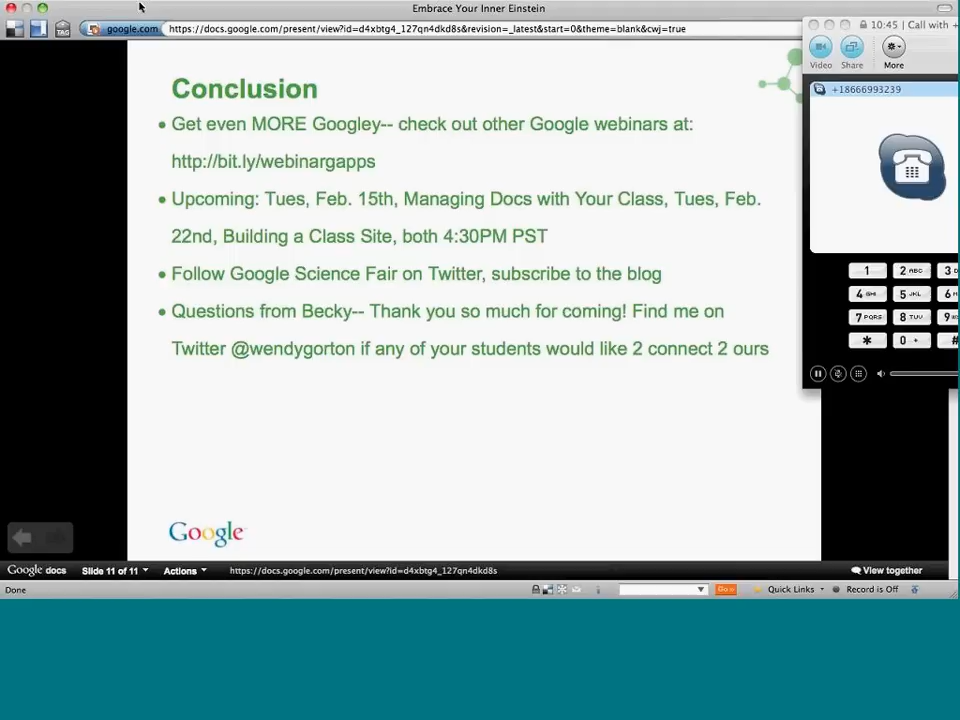 Embrace Your Inner Einstein
TAG
google.com
https://docs.google.com/present/view?id=d4xbtg4_127qn4dkd8s&revision=_latest&start=0&theme=blank&cwj=true
10:45 | Call with +
Video
Share
More
+18666993239
Conclusion
• Get even MORE Googley-- check out other Google webinars at:
http://bit.ly/webinargapps
• Upcoming: Tues, Feb. 15th, Managing Docs with Your Class, Tues, Feb.
22nd, Building a Class Site, both 4:30PM PST
• Follow Google Science Fair on Twitter, subscribe to the blog
• Questions from Becky-- Thank you so much for coming! Find me on
Twitter @wendygorton if any of your students would like 2 connect 2 ours
1 2 ABC 3 D
4 GHI 5 JKL 6
7 PQRS 8 TUV 9
* 0 + #
Google
Google docs
Slide 11 of 11
Actions
https://docs.google.com/present/view?id=d4xbtg4_127qn4dkd8s
View together
Done
Go
Quick Links
Record is Off